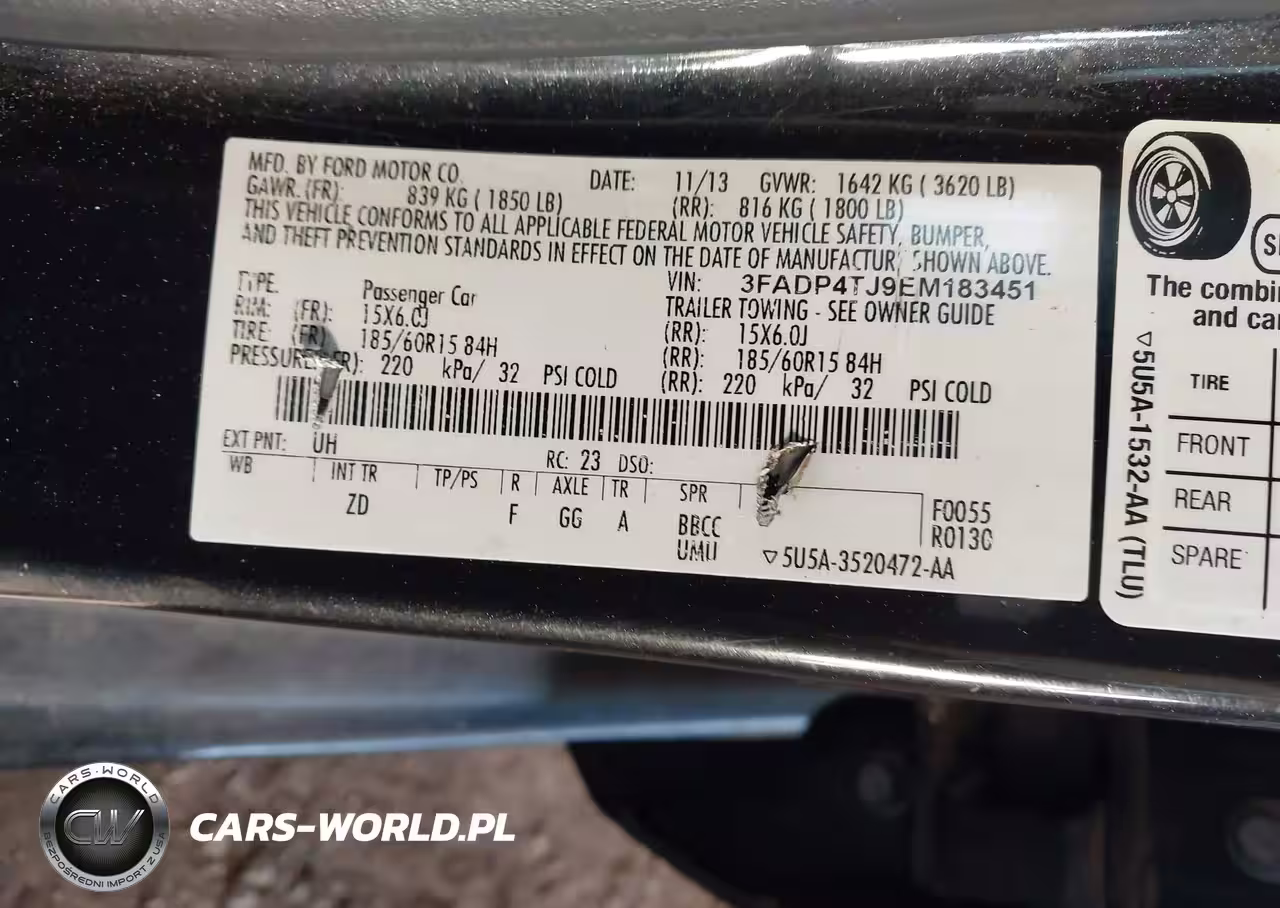 MFD. BY FORD MOTOR CO.
DATE: 11/13 GVWR: 1642 KG ( 3620 LB)
GAWR. (FR): 839 KG ( 1850 LB) (RR): 816 KG ( 1800 LB)
THIS VEHICLE CONFORMS TO ALL APPLICABLE FEDERAL MOTOR VEHICLE SAFETY, BUMPER,
AND THEFT PREVENTION STANDARDS IN EFFECT ON THE DATE OF MANUFACTUR SHOWN ABOVE.
VIN: 3FADP4TJ9EM183451
TYPE. Passenger Car TRAILER TOWING - SEE OWNER GUIDE
RIM: (FR): 15X6.0J (RR): 15X6.0J
TIRE: (FR) 185/60R15 84H (RR): 185/60R15 84H
PRESSURE (FR): 220 kPa/ 32 PSI COLD (RR): 220 kPa/ 32 PSI COLD
EXT PNT: UH RC: 23 DSO:
WB INT TR TP/PS R AXLE TR SPR
ZD F GG A BBCC
UMU
F0055
R0130
▽5U5A-3520472-AA
The combi
and ca
TIRE
FRONT
REAR
SPARE
▽5U5A-1532-AA (TLU)
CARS-WORLD
CW
BEZPOŚREDNI IMPORT Z USA
CARS-WORLD.PL